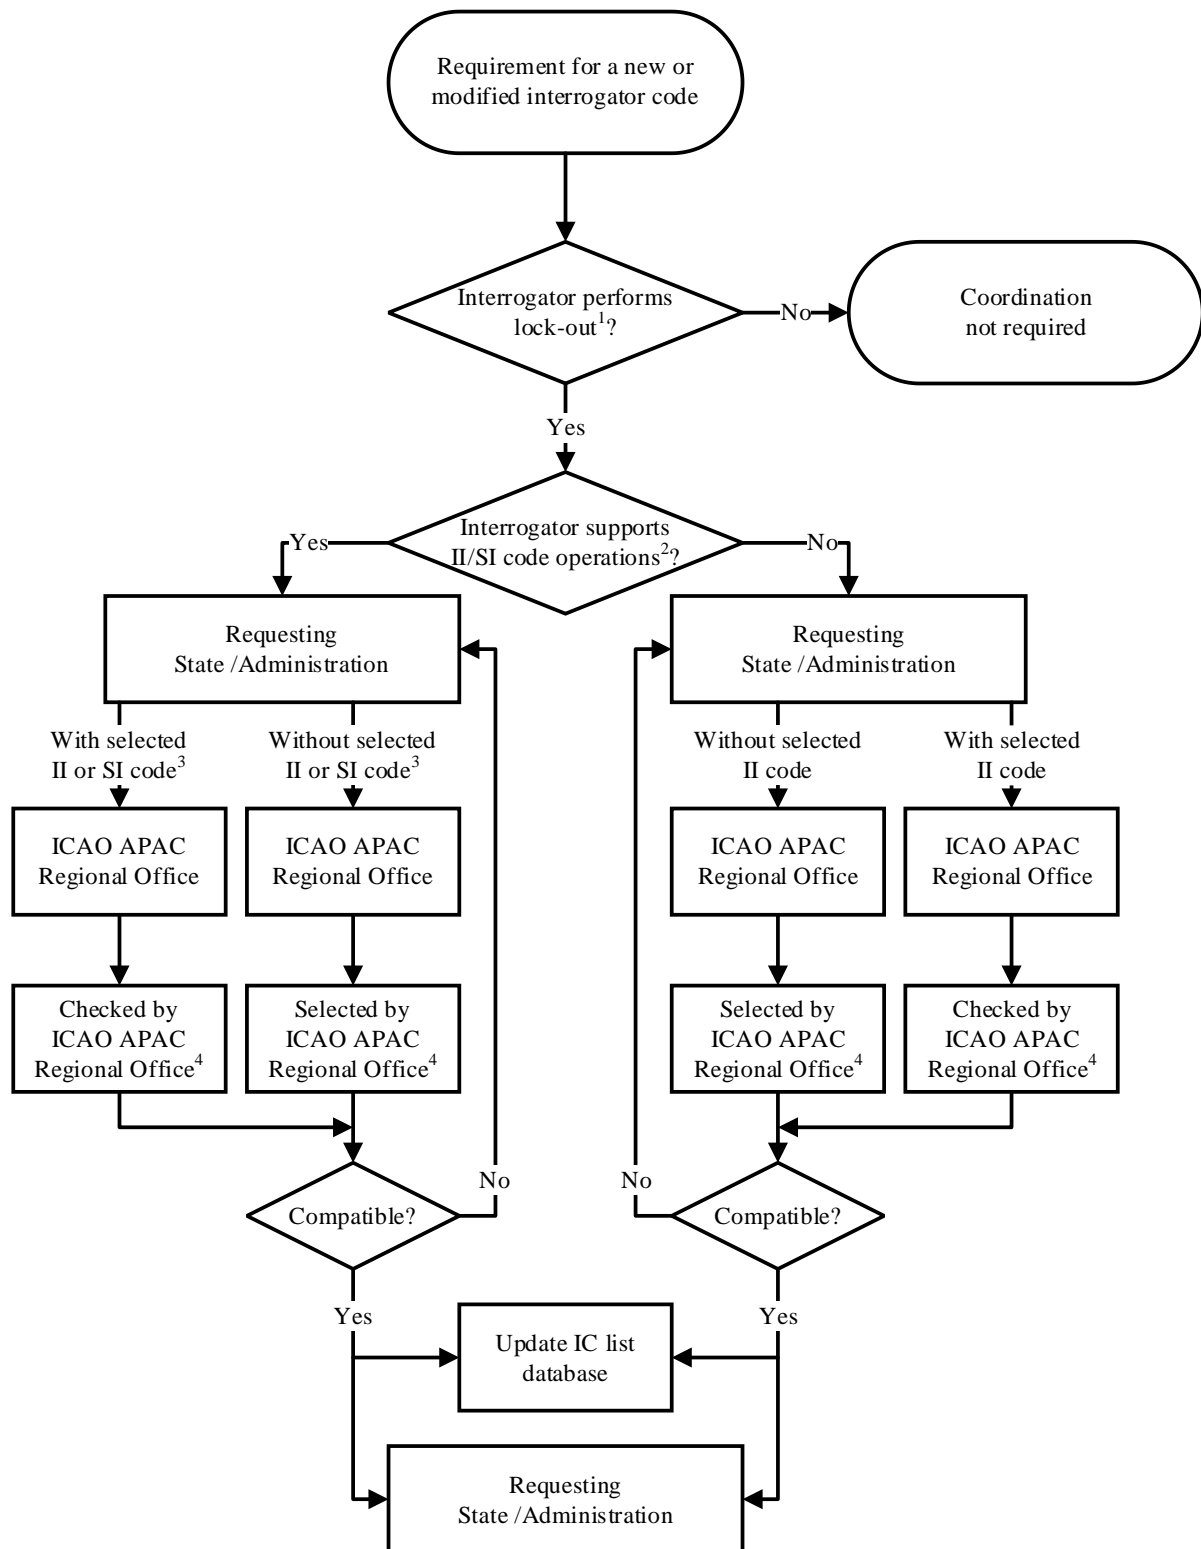 Requirement for a new or
modified interrogator code
Interrogator performs
lock-out1?
No
Coordination
not required
Yes
Interrogator supports
II/SI code operations2?
Yes
No
Requesting
State /Administration
Requesting
State /Administration
With selected
II or SI code3
Without selected
II or SI code3
Without selected
II code
With selected
II code
ICAO APAC
Regional Office
ICAO APAC
Regional Office
ICAO APAC
Regional Office
ICAO APAC
Regional Office
Checked by
ICAO APAC
Regional Office4
Selected by
ICAO APAC
Regional Office4
Selected by
ICAO APAC
Regional Office4
Checked by
ICAO APAC
Regional Office4
No
No
Compatible?
Compatible?
Yes
Yes
Update IC list
database
Requesting
State /Administration